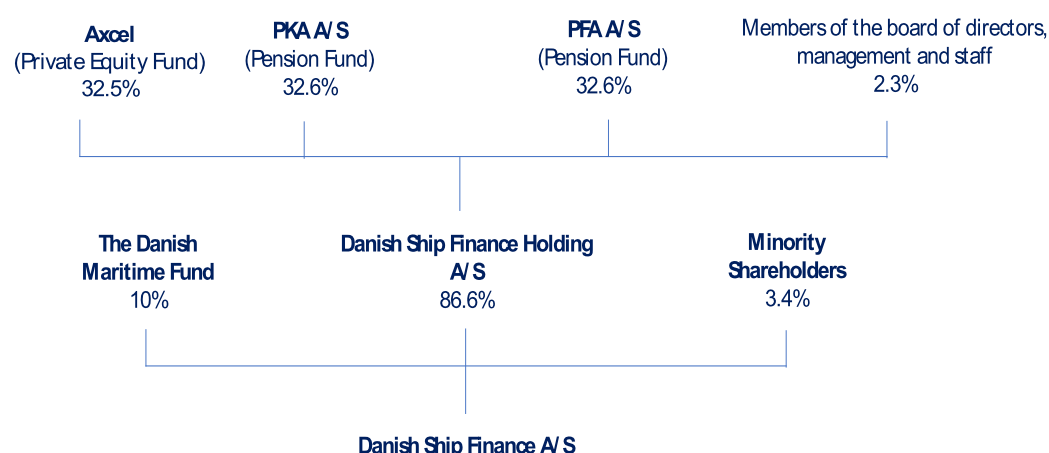 Axcel
(Private Equity Fund)
32.5%
PKA A/S
(Pension Fund)
32.6%
PFA A/S
(Pension Fund)
32.6%
Members of the board of directors,
management and staff
2.3%
The Danish
Maritime Fund
10%
Danish Ship Finance Holding
A/S
86.6%
Minority
Shareholders
3.4%
Danish Ship Finance A/S